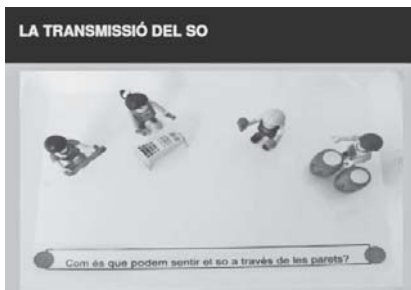 LA TRANSMISSIÓ DEL SO
Com és que podem sentir el so a través de les parets?